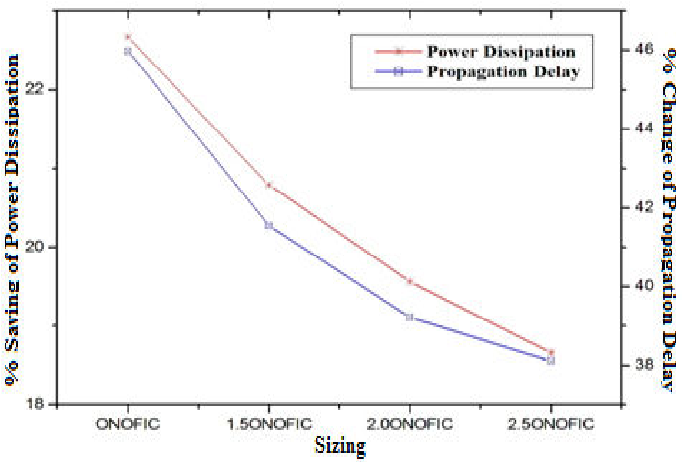 % Saving of Power Dissipation
22
20
18
Power Dissipation
Propagation Delay
46
44
42
40
38
% Change of Propagation Delay
ONOFIC 1.5ONOFIC 2.0ONOFIC 2.5ONOFIC
Sizing